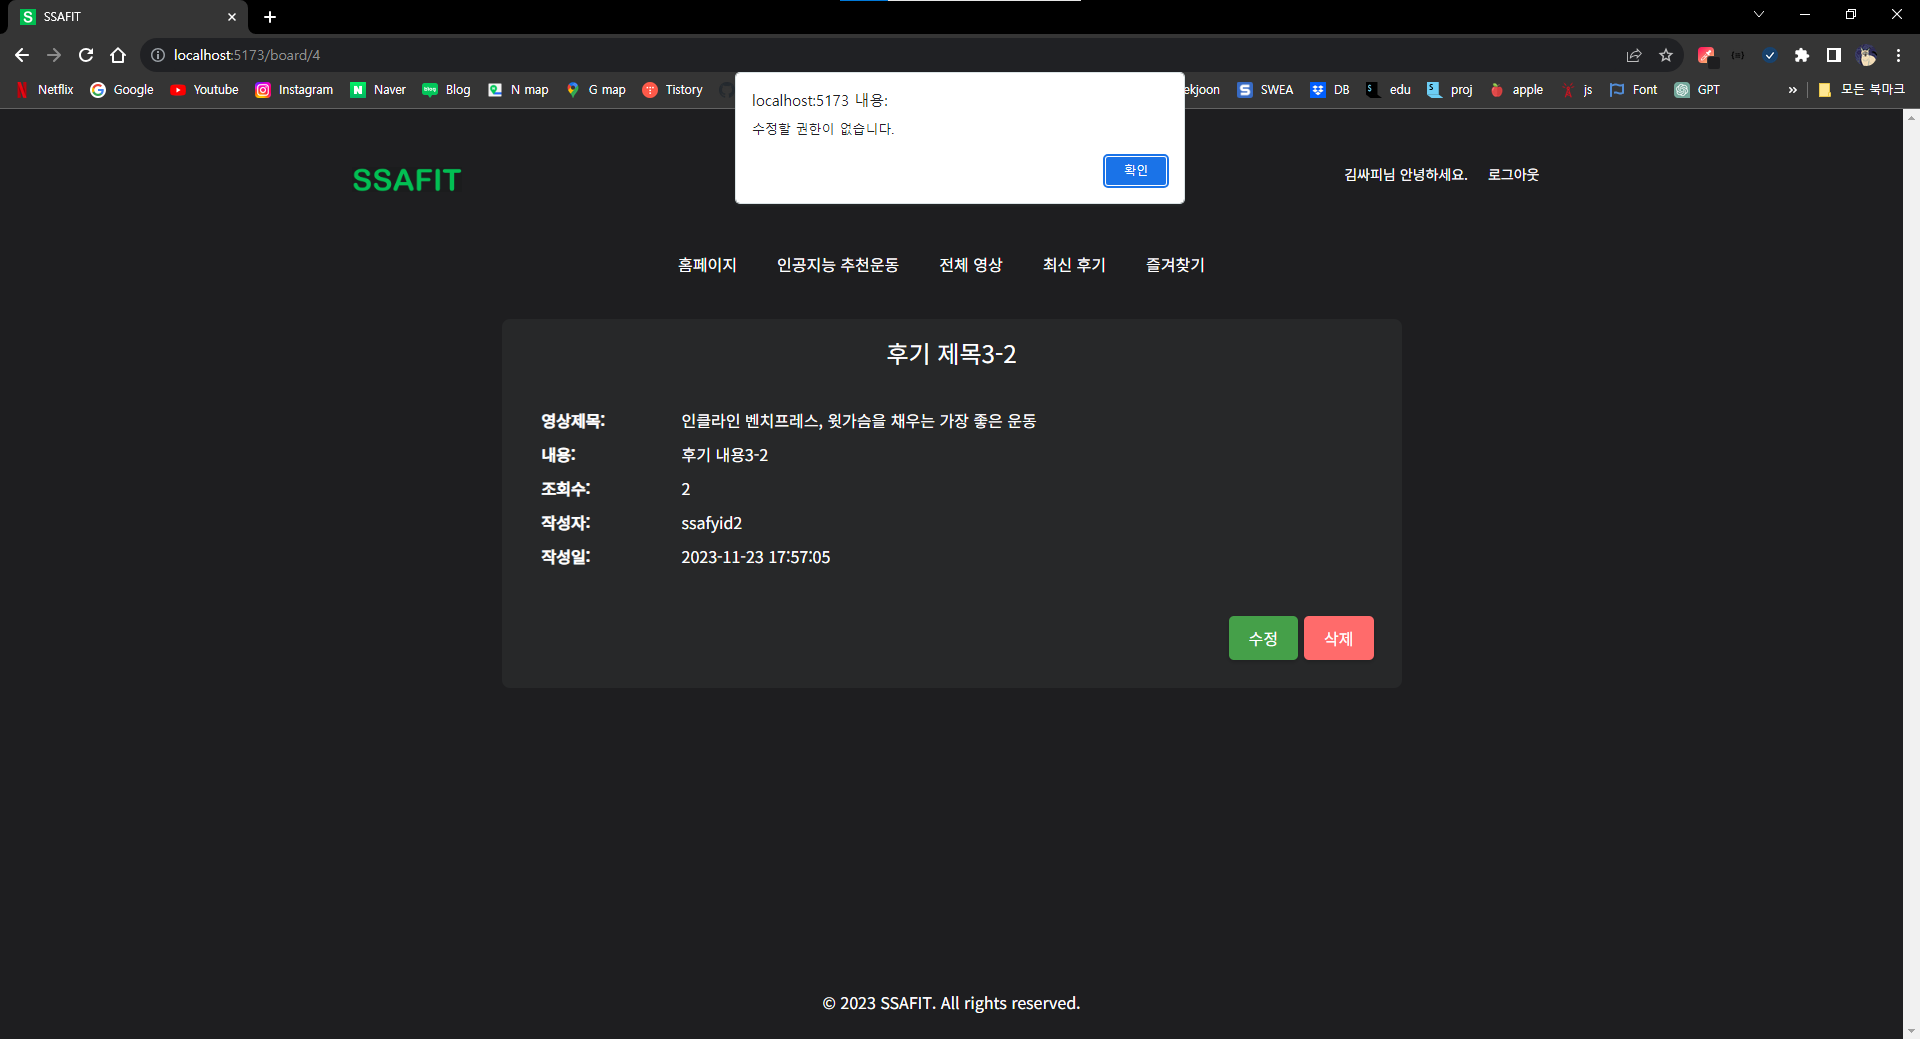 SSAFIT
localhost:5173/board/4
Netflix Google Youtube Instagram Naver Blog N map G map Tistory ekjoon SWEA DB edu proj apple js Font GPT » 모든 북마크
localhost:5173 내용:
수정할 권한이 없습니다.
확인
SSAFIT
김싸피님 안녕하세요. 로그아웃
홈페이지 인공지능 추천운동 전체 영상 최신 후기 즐겨찾기
후기 제목3-2
영상제목: 인클라인 벤치프레스, 윗가슴을 채우는 가장 좋은 운동
내용: 후기 내용3-2
조회수: 2
작성자: ssafyid2
작성일: 2023-11-23 17:57:05
수정 삭제
© 2023 SSAFIT. All rights reserved.